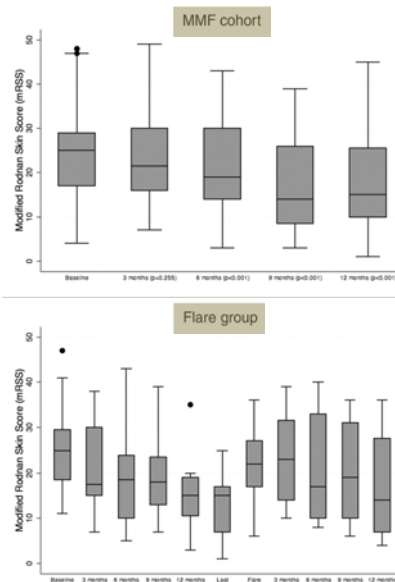 MMF cohort
Modified Rodnan Skin Score (mRSS)
50
40
30
20
10
0
Baseline 3 months (p=0.255) 6 months (p<0.001) 9 months (p<0.001) 12 months (p<0.001)
Flare group
Modified Rodnan Skin Score (mRSS)
50
40
30
20
10
0
Baseline 3 months 6 months 9 months 12 months Last Flare 3 months 6 months 9 months 12 months